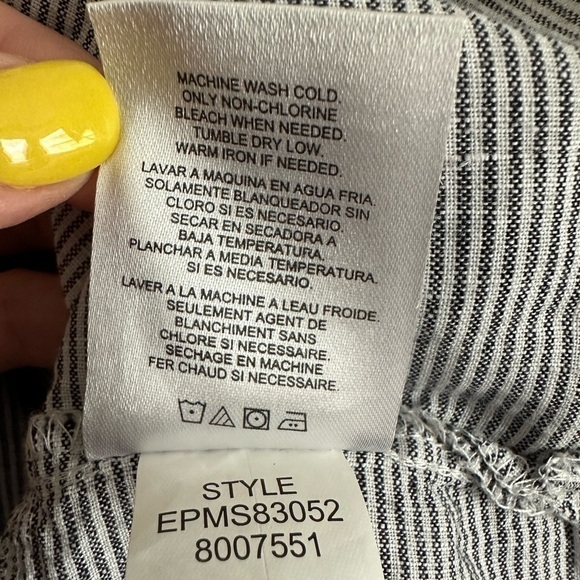 MACHINE WASH COLD.
ONLY NON-CHLORINE
BLEACH WHEN NEEDED.
TUMBLE DRY LOW.
WARM IRON IF NEEDED.
LAVAR A MAQUINA EN AGUA FRIA.
SOLAMENTE BLANQUEADOR SIN
CLORO SI ES NECESARIO.
SECAR EN SECADORA A
BAJA TEMPERATURA.
PLANCHAR A MEDIA TEMPERATURA.
SI ES NECESARIO.
LAVER A LA MACHINE A LEAU FROIDE.
SEULEMENT AGENT DE
BLANCHIMENT SANS
CHLORE SI NECESSAIRE.
SECHAGE EN MACHINE
FER CHAUD SI NECESSAIRE.
STYLE
EPMS83052
8007551